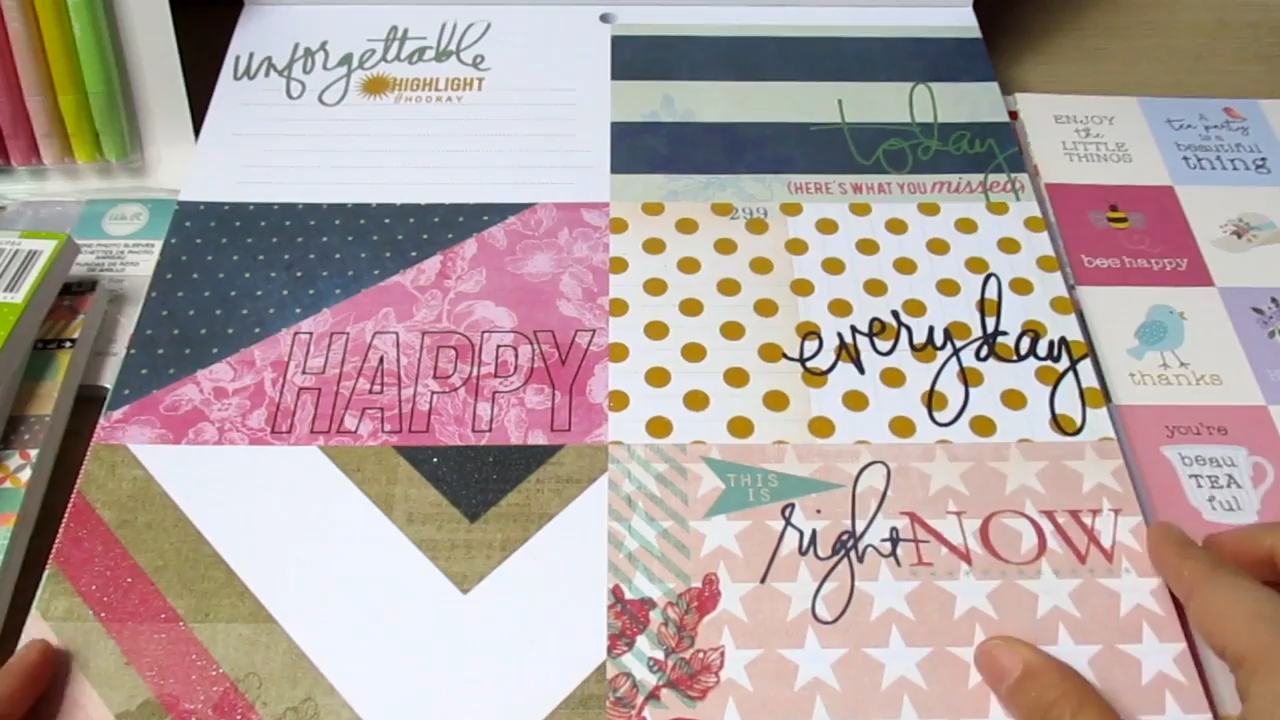 unforgettable
HIGHLIGHT
#HOORAY
today
(HERE'S WHAT YOU missed)
299
HAPPY
everyday
THIS
IS
right NOW
We R
ENJOY
the
LITTLE
THINGS
A
tea party
is a
beautiful
thing
bee happy
thanks
you're
beau
TEA
ful